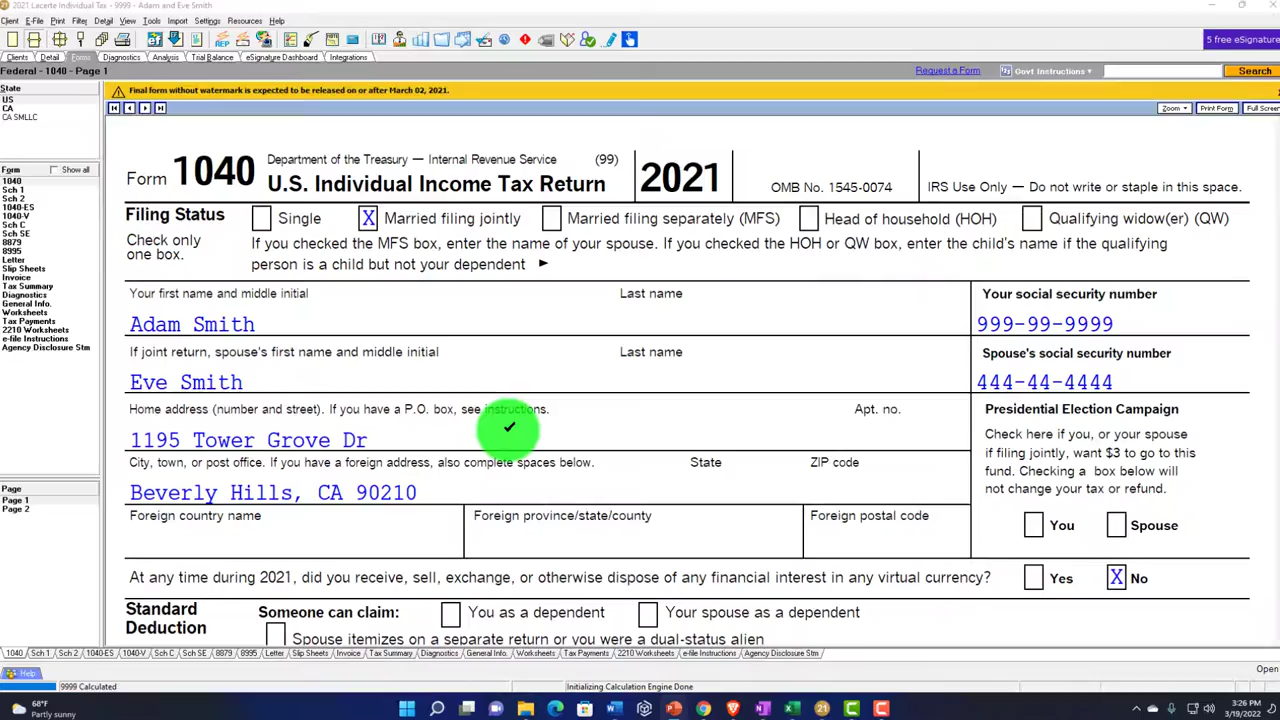 2021 Lacerte Individual Tax - 9999 - Adam and Eve Smith
Client E-File Print Filter Detail View Tools Import Settings Resources Help
REP
5 free eSignature
Clients Detail Forms Diagnostics Analysis Trial Balance eSignature Dashboard Integrations
Federal - 1040 - Page 1
Request a Form
Govt Instructions
Search
State
US
CA
CA SMLLC
Final form without watermark is expected to be released on or after March 02, 2021.
Zoom Print Form Full Screen
Form Show all
1040
Sch 1
Sch 2
1040-ES
1040-V
Sch C
Sch SE
8879
8995
Letter
Slip Sheets
Invoice
Tax Summary
Diagnostics
General Info.
Worksheets
Tax Payments
2210 Worksheets
e-file Instructions
Agency Disclosure Stm
Page
Page 1
Page 2
Form 1040 Department of the Treasury — Internal Revenue Service (99)
U.S. Individual Income Tax Return 2021 OMB No. 1545-0074 IRS Use Only — Do not write or staple in this space.
Filing Status Single X Married filing jointly Married filing separately (MFS) Head of household (HOH) Qualifying widow(er) (QW)
Check only
one box.
If you checked the MFS box, enter the name of your spouse. If you checked the HOH or QW box, enter the child's name if the qualifying
person is a child but not your dependent
Your first name and middle initial Last name Your social security number
Adam Smith 999-99-9999
If joint return, spouse's first name and middle initial Last name Spouse's social security number
Eve Smith 444-44-4444
Home address (number and street). If you have a P.O. box, see instructions. Apt. no.
1195 Tower Grove Dr
City, town, or post office. If you have a foreign address, also complete spaces below. State ZIP code
Beverly Hills, CA 90210
Foreign country name Foreign province/state/county Foreign postal code
Presidential Election Campaign
Check here if you, or your spouse
if filing jointly, want $3 to go to this
fund. Checking a box below will
not change your tax or refund.
You Spouse
At any time during 2021, did you receive, sell, exchange, or otherwise dispose of any financial interest in any virtual currency? Yes X No
Standard
Deduction
Someone can claim: You as a dependent Your spouse as a dependent
Spouse itemizes on a separate return or you were a dual-status alien
1040 Sch 1 Sch 2 1040-ES 1040-V Sch C Sch SE 8879 8995 Letter Slip Sheets Invoice Tax Summary Diagnostics General Info. Worksheets Tax Payments 2210 Worksheets e-file Instructions Agency Disclosure Stm
Help
Open
9999 Calculated
Initializing Calculation Engine Done
68°F
Partly sunny
21
3:26 PM
3/19/2022